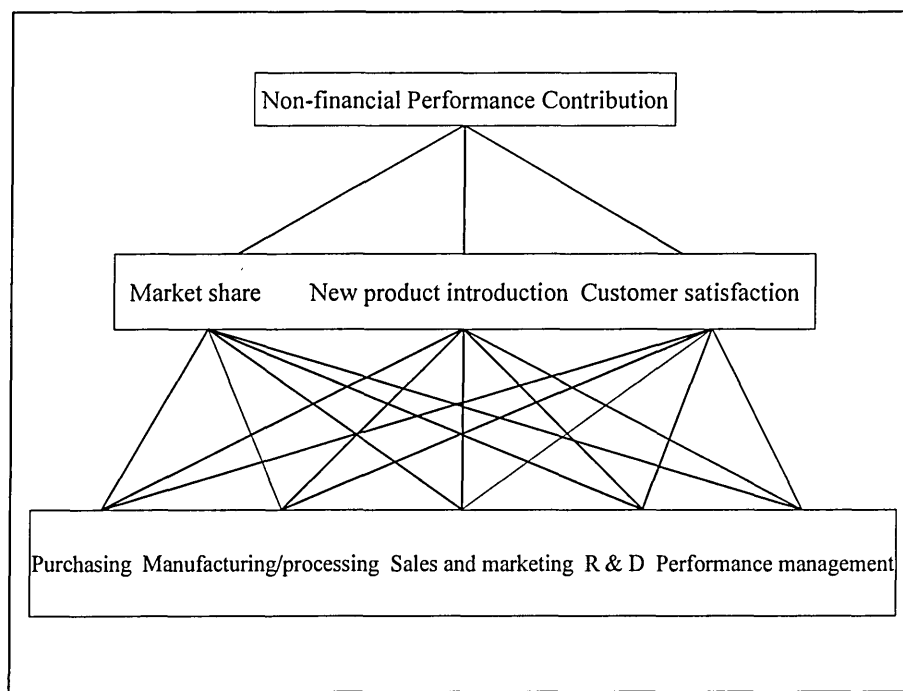 Non-financial Performance Contribution
Market share New product introduction Customer satisfaction
Purchasing Manufacturing/processing Sales and marketing R & D Performance management